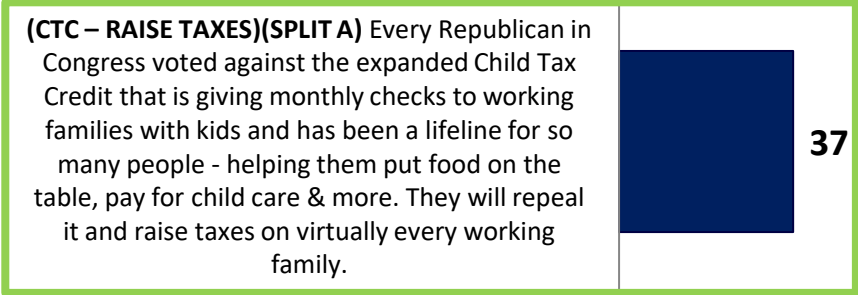 (CTC – RAISE TAXES)(SPLIT A) Every Republican in
Congress voted against the expanded Child Tax
Credit that is giving monthly checks to working
families with kids and has been a lifeline for so
many people - helping them put food on the
table, pay for child care & more. They will repeal
it and raise taxes on virtually every working
family.
37